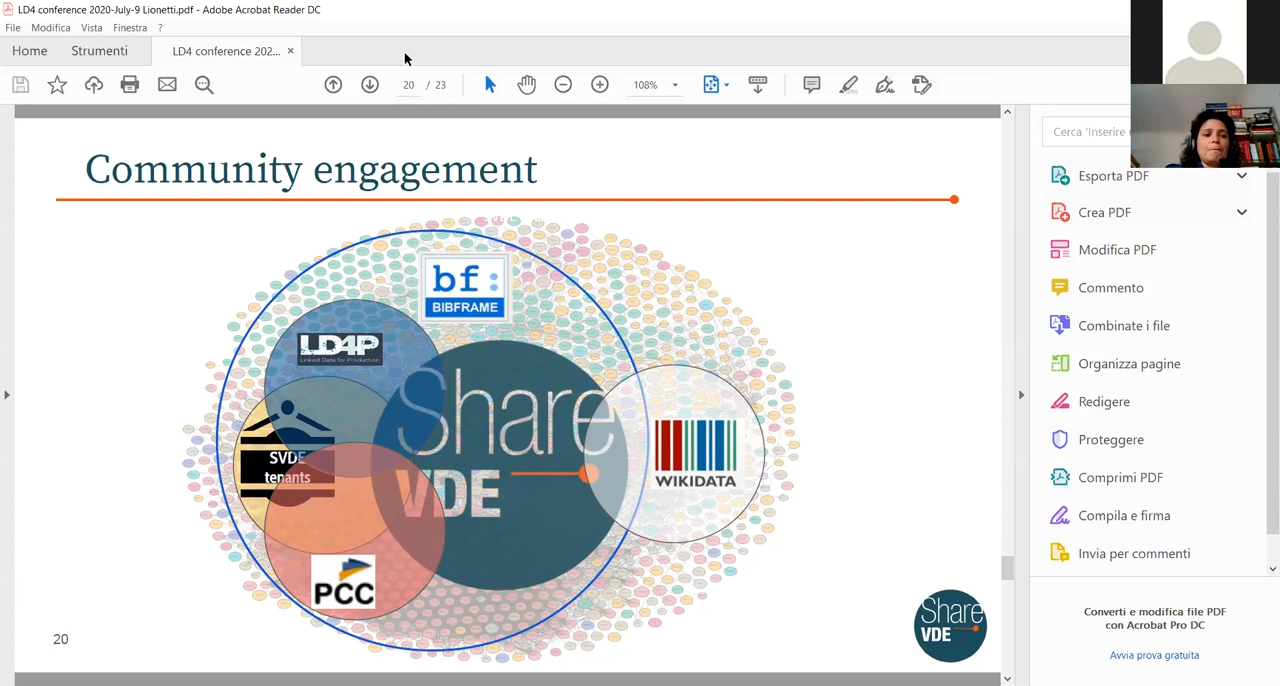 LD4 conference 2020-July-9 Lionetti.pdf - Adobe Acrobat Reader DC
File Modifica Vista Finestra ?
Home Strumenti LD4 conference 202... ×
20 / 23 108%
Cerca 'Inserire
Community engagement
bf:
BIBFRAME
LD4P
Linked Data for Production
Share
VDE
SVDE
tenants
WIKIDATA
PCC
20
Share
VDE
Esporta PDF
Crea PDF
Modifica PDF
Commento
Combinate i file
Organizza pagine
Redigere
Proteggere
Comprimi PDF
Compila e firma
Invia per commenti
Converti e modifica file PDF
con Acrobat Pro DC
Avvia prova gratuita